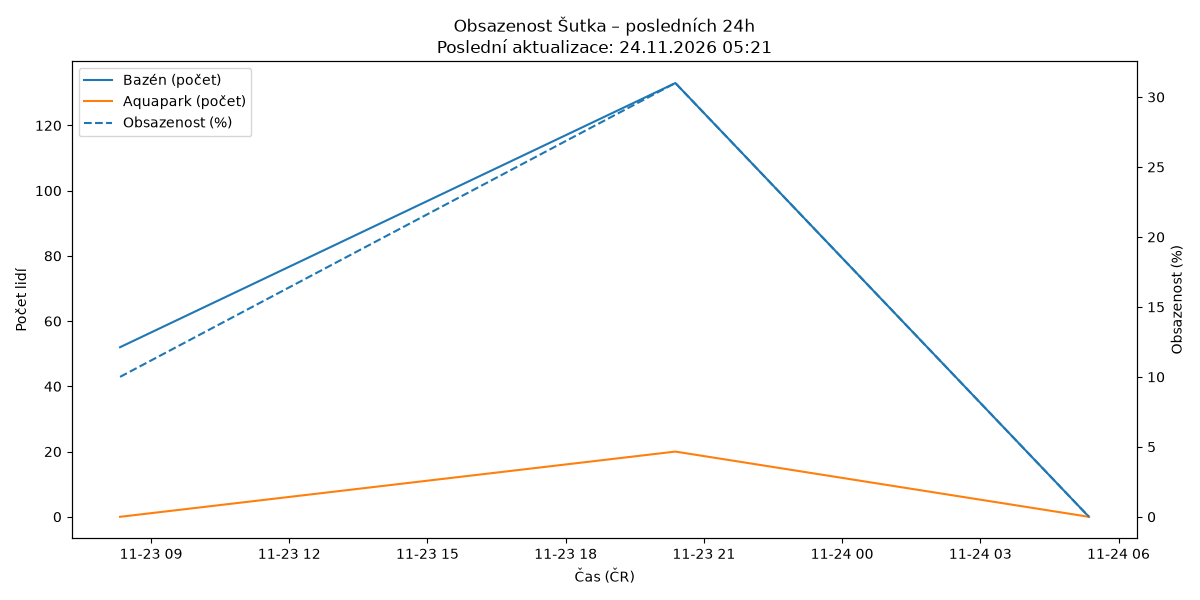 Obsazenost Šutka – posledních 24h
Poslední aktualizace: 24.11.2026 05:21
Bazén (počet)
Aquapark (počet)
Obsazenost (%)
Počet lidí
120
100
80
60
40
20
0
30
25
20
15
10
5
0
Obsazenost (%)
11-23 09
11-23 12
11-23 15
11-23 18
11-23 21
11-24 00
11-24 03
11-24 06
Čas (ČR)